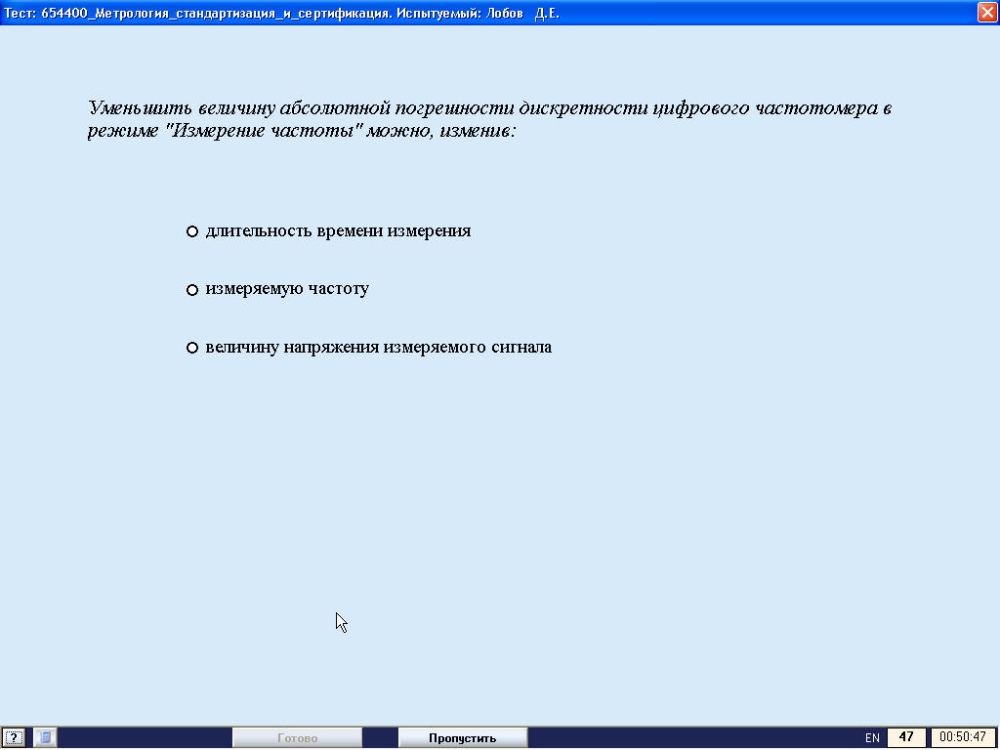 Тест: 654400_Метрология_стандартизация_и_сертификация. Испытуемый: Лобов Д.Е.
Уменьшить величину абсолютной погрешности дискретности цифрового частотомера в
режиме "Измерение частоты" можно, изменив:
длительность времени измерения
измеряемую частоту
величину напряжения измеряемого сигнала
? Готово Пропустить EN 47 00:50:47